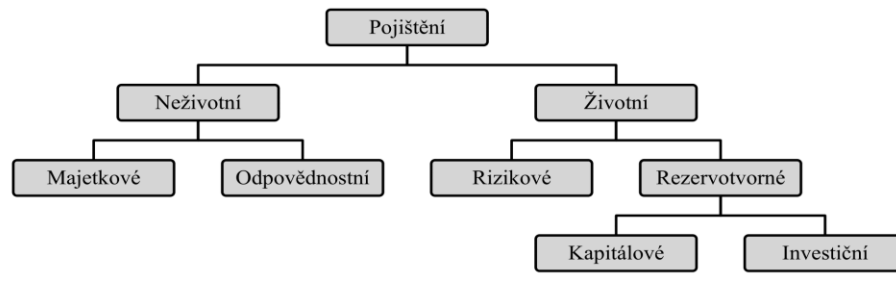 Pojištění
Neživotní
Životní
Majetkové
Odpovědnostní
Rizikové
Rezervotvorné
Kapitálové
Investiční